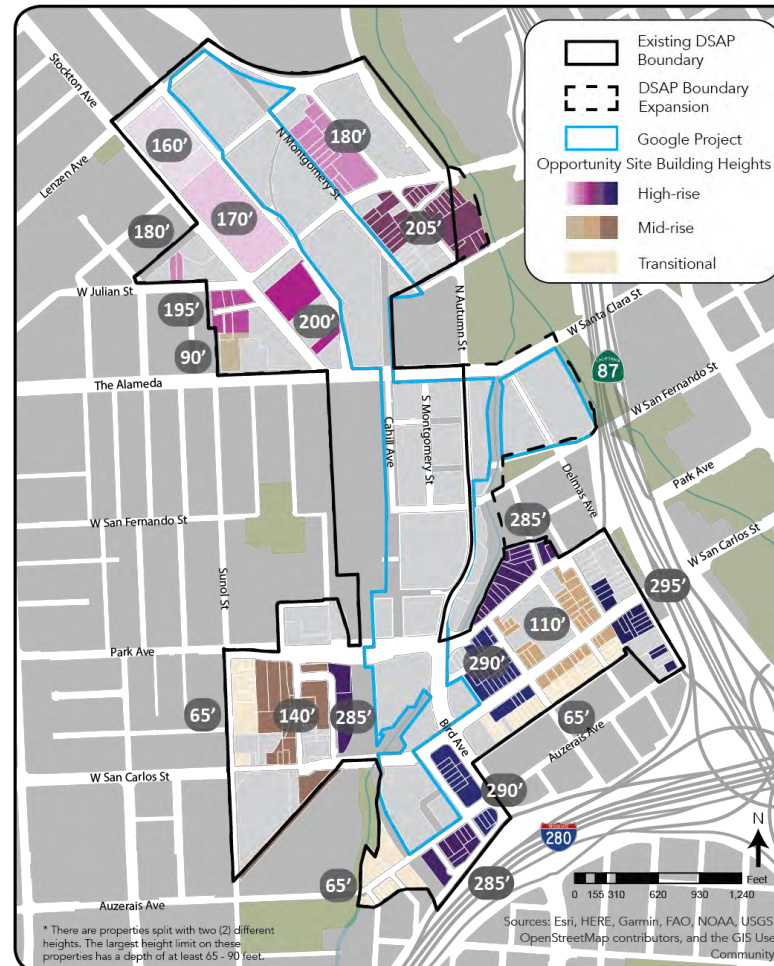 Existing DSAP
Boundary
DSAP Boundary
Expansion
Google Project
Opportunity Site Building Heights
High-rise
Mid-rise
Transitional
Stockton Ave
Lenzen Ave
N Montgomery St
160'
180'
170'
205'
180'
W Julian St
195'
200'
90'
The Alameda
N Autumn St
W Santa Clara St
CALIFORNIA
87
W San Fernando St
Cahill Ave
S Montgomery St
Delmas Ave
Park Ave
W San Carlos St
W San Fernando St
Sunol St
285'
295'
110'
290'
Park Ave
65'
140'
285'
65'
Bird Ave
Auzerais Ave
W San Carlos St
290'
280
65'
285'
Auzerais Ave
N
Feet
0 155 310 620 930 1,240
* There are properties split with two (2) different
heights. The largest height limit on these
properties has a depth of at least 65 - 90 feet.
Sources: Esri, HERE, Garmin, FAO, NOAA, USGS
OpenStreetMap contributors, and the GIS Use
Community